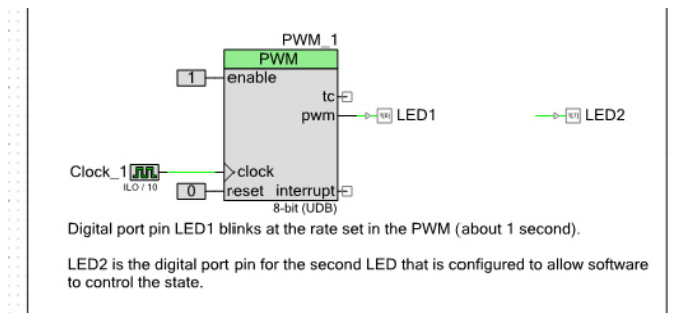 PWM_1
PWM
1
enable
tc
pwm
LED1
LED2
Clock_1
ILO / 10
clock
0
reset
interrupt
8-bit (UDB)
Digital port pin LED1 blinks at the rate set in the PWM (about 1 second).
LED2 is the digital port pin for the second LED that is configured to allow software
to control the state.